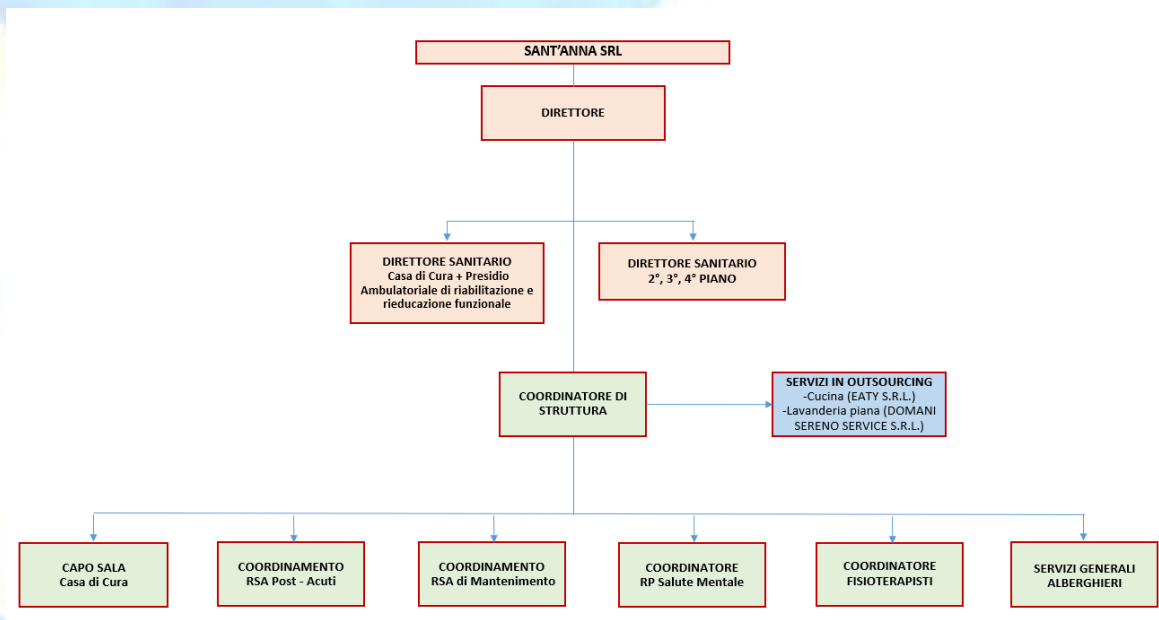 SANT'ANNA SRL
DIRETTORE
DIRETTORE SANITARIO
Casa di Cura + Presidio
Ambulatoriale di riabilitazione e
rieducazione funzionale
DIRETTORE SANITARIO
2°, 3°, 4° PIANO
COORDINATORE DI
STRUTTURA
SERVIZI IN OUTSOURCING
-Cucina (EATY S.R.L.)
-Lavanderia piana (DOMANI
SERENO SERVICE S.R.L.)
CAPO SALA
Casa di Cura
COORDINAMENTO
RSA Post - Acuti
COORDINAMENTO
RSA di Mantenimento
COORDINATORE
RP Salute Mentale
COORDINATORE
FISIOTERAPISTI
SERVIZI GENERALI
ALBERGHIERI